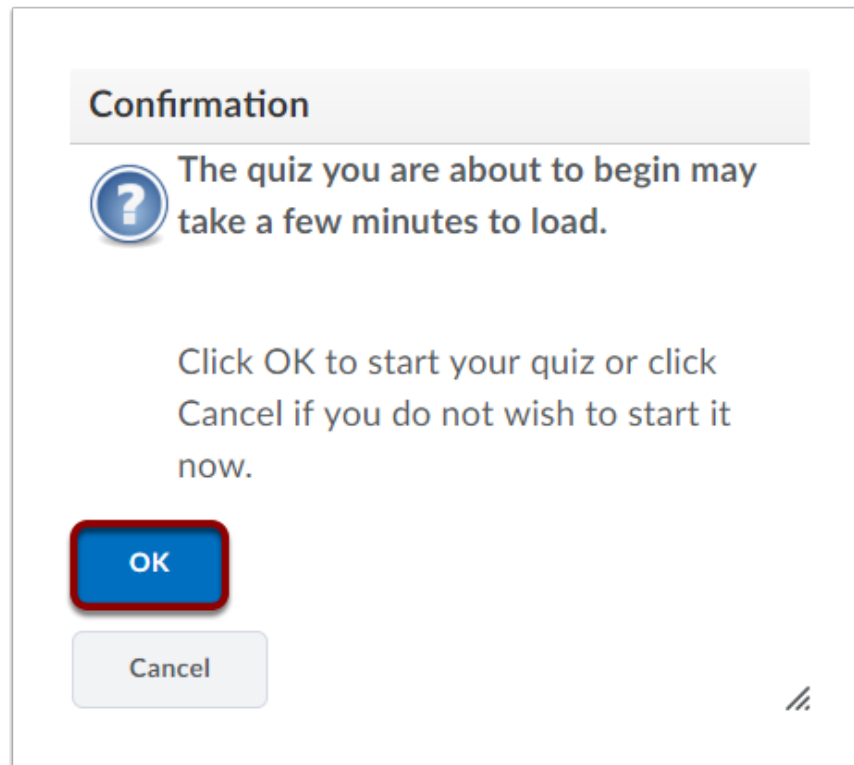 Confirmation
The quiz you are about to begin may
take a few minutes to load.
Click OK to start your quiz or click
Cancel if you do not wish to start it
now.
OK
Cancel